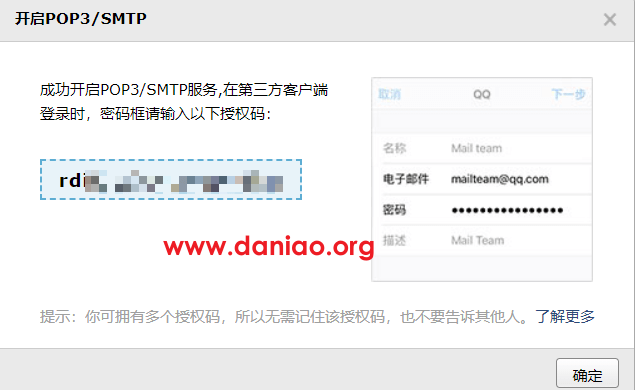 开启POP3/SMTP
成功开启POP3/SMTP服务,在第三方客户端
登录时，密码框请输入以下授权码：
取消 QQ 下一步
名称 Mail team
电子邮件 mailteam@qq.com
密码 ••••••••••••••••
描述 Mail Team
www.daniao.org
提示：你可拥有多个授权码，所以无需记住该授权码，也不要告诉其他人。了解更多
确定